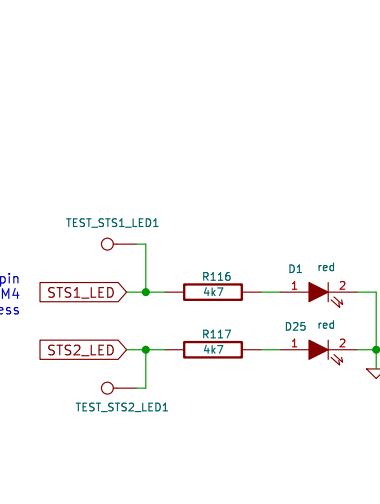 TEST_STS1_LED1
pin
M4
ess
STS1_LED
R116
4k7
D1
red
1
2
STS2_LED
R117
4k7
D25
red
1
2
TEST_STS2_LED1